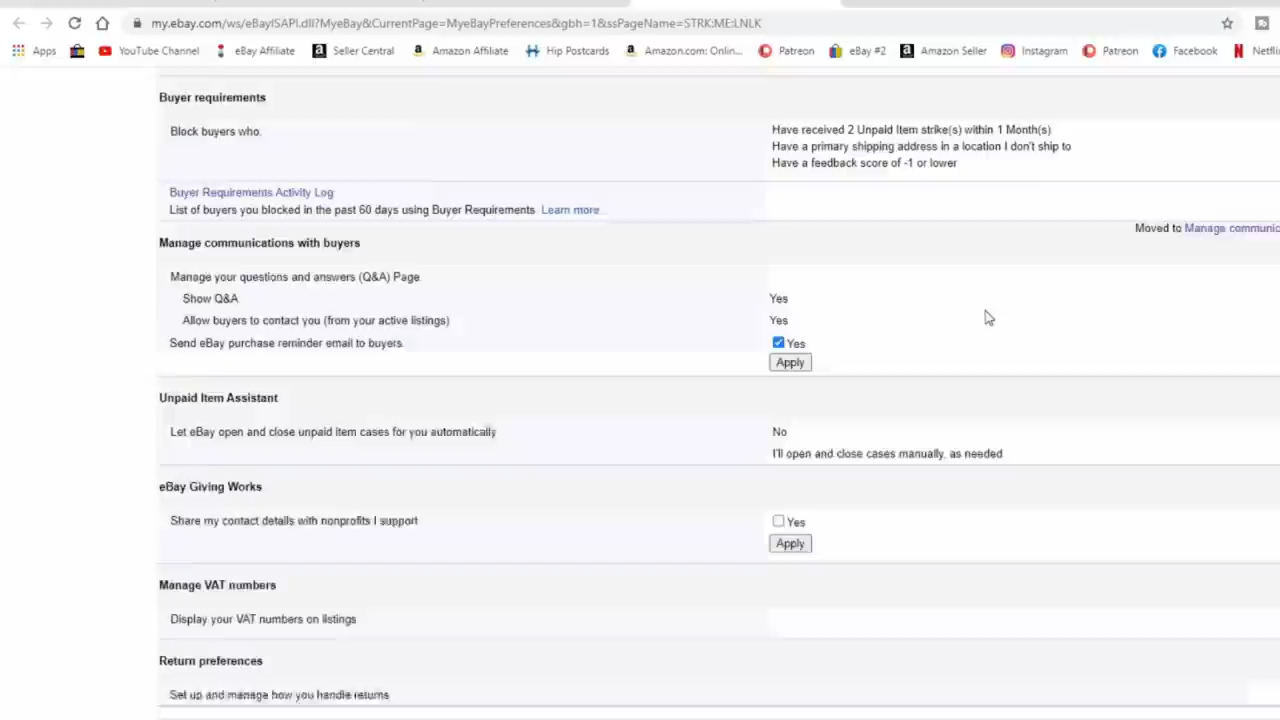 my.ebay.com/ws/eBayISAPI.dll?MyeBay&CurrentPage=MyeBayPreferences&gbh=1&ssPageName=STRK:ME:LNLK
Apps YouTube Channel eBay Affiliate Seller Central Amazon Affiliate Hip Postcards Amazon.com: Onlin... Patreon eBay #2 Amazon Seller Instagram Patreon Facebook Netfli
Buyer requirements
Block buyers who. Have received 2 Unpaid Item strike(s) within 1 Month(s)
Have a primary shipping address in a location I don't ship to
Have a feedback score of -1 or lower
Buyer Requirements Activity Log
List of buyers you blocked in the past 60 days using Buyer Requirements Learn more
Moved to Manage communic
Manage communications with buyers
Manage your questions and answers (Q&A) Page
Show Q&A Yes
Allow buyers to contact you (from your active listings) Yes
Send eBay purchase reminder email to buyers. Yes
Apply
Unpaid Item Assistant
Let eBay open and close unpaid item cases for you automatically No
I'll open and close cases manually, as needed
eBay Giving Works
Share my contact details with nonprofits I support Yes
Apply
Manage VAT numbers
Display your VAT numbers on listings
Return preferences
Set up and manage how you handle returns